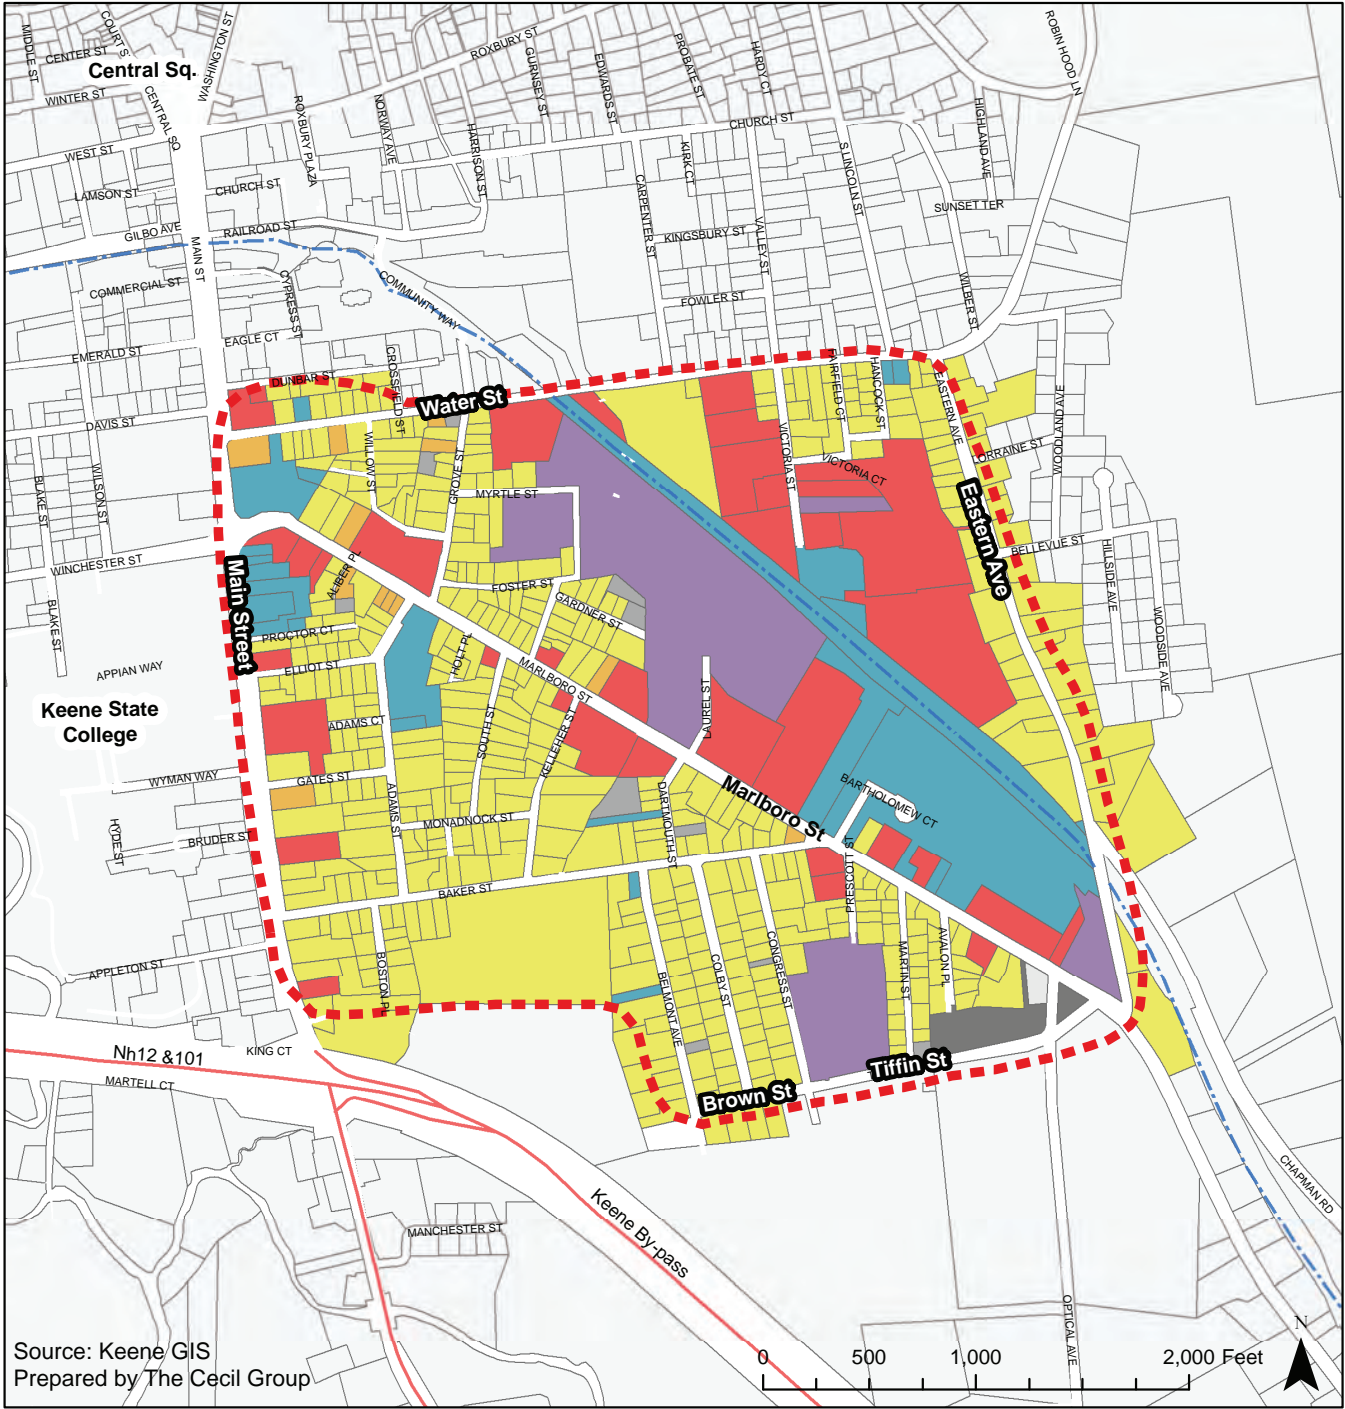 MIDDLE ST
CENTER ST
COURT S
WASHINGTON ST
ROXBURY ST
GURNSEY ST
EDWARDS ST
PROBATE ST
HARDY CT
ROBIN HOOD LN
Central Sq.
WINTER ST
CENTRAL SQ
ROXBURY PLAZA
NORWAY AVE
HARRISON ST
CHURCH ST
HIGHLAND AVE
WEST ST
KIRK CT
S LINCOLN ST
LAMSON ST
CHURCH ST
CARPENTER ST
SUNSET TER
GILBO AVE
RAILROAD ST
MAIN ST
KINGSBURY ST
VALLEY ST
COMMERCIAL ST
CYPRESS ST
COMMUNITY WAY
FOWLER ST
WILBER ST
EMERALD ST
EAGLE CT
CROSSFIELD ST
DUNBAR ST
Water St
FAIRFIELD CT
HANCOCK ST
EASTERN AVE
WOODLAND AVE
DAVIS ST
WILLOW ST
GROVE ST
VICTORIA ST
VICTORIA CT
LORRAINE ST
BLAKE ST
WILSON ST
MYRTLE ST
Eastern Ave
BELLEVUE ST
HILLSIDE AVE
WINCHESTER ST
Main Street
ALIBER PL
FOSTER ST
GARDNER ST
BLAKE ST
PROCTOR CT
WOODSIDE AVE
APPIAN WAY
ELLIOT ST
HOLT PL
MARLBORO ST
LAUREL ST
Keene State
College
ADAMS CT
SOUTH ST
KELLEHER ST
WYMAN WAY
GATES ST
Marlboro St
BARTHOLOMEW CT
HYDE ST
BRUDER ST
ADAMS ST
MONADNOCK ST
DARTMOUTH ST
PRESCOTT ST
BAKER ST
APPLETON ST
BOSTON PL
BELMONT AVE
COLBY ST
CONGRESS ST
MARTIN ST
AVALON PL
Nh12 &101
KING CT
MARTELL CT
Brown St
Tiffin St
CHAPMAN RD
Keene By-pass
MANCHESTER ST
OPTICAL AVE
N
Source: Keene GIS
Prepared by The Cecil Group
0 500 1,000 2,000 Feet